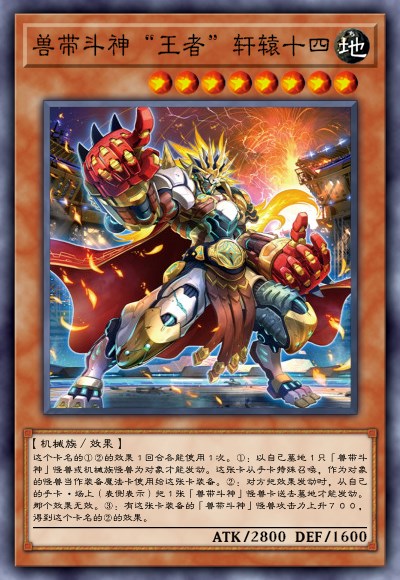 兽带斗神“王者”轩辕十四
地
【机械族／效果】
这个卡名的①②的效果１回合各能使用１次。①：以自己墓地１只「兽带斗
神」怪兽或机械族怪兽为对象才能发动。这张卡从手卡特殊召唤，作为对象
的怪兽当作装备魔法卡使用给这张卡装备。②：对方把效果发动时，从自己
的手卡·场上（表侧表示）把１张「兽带斗神」怪兽卡送去墓地才能发动。
那个效果无效。③：有这张卡装备的「兽带斗神」怪兽攻击力上升７００，
得到这个卡名的②的效果。
ATK/2800 DEF/1600